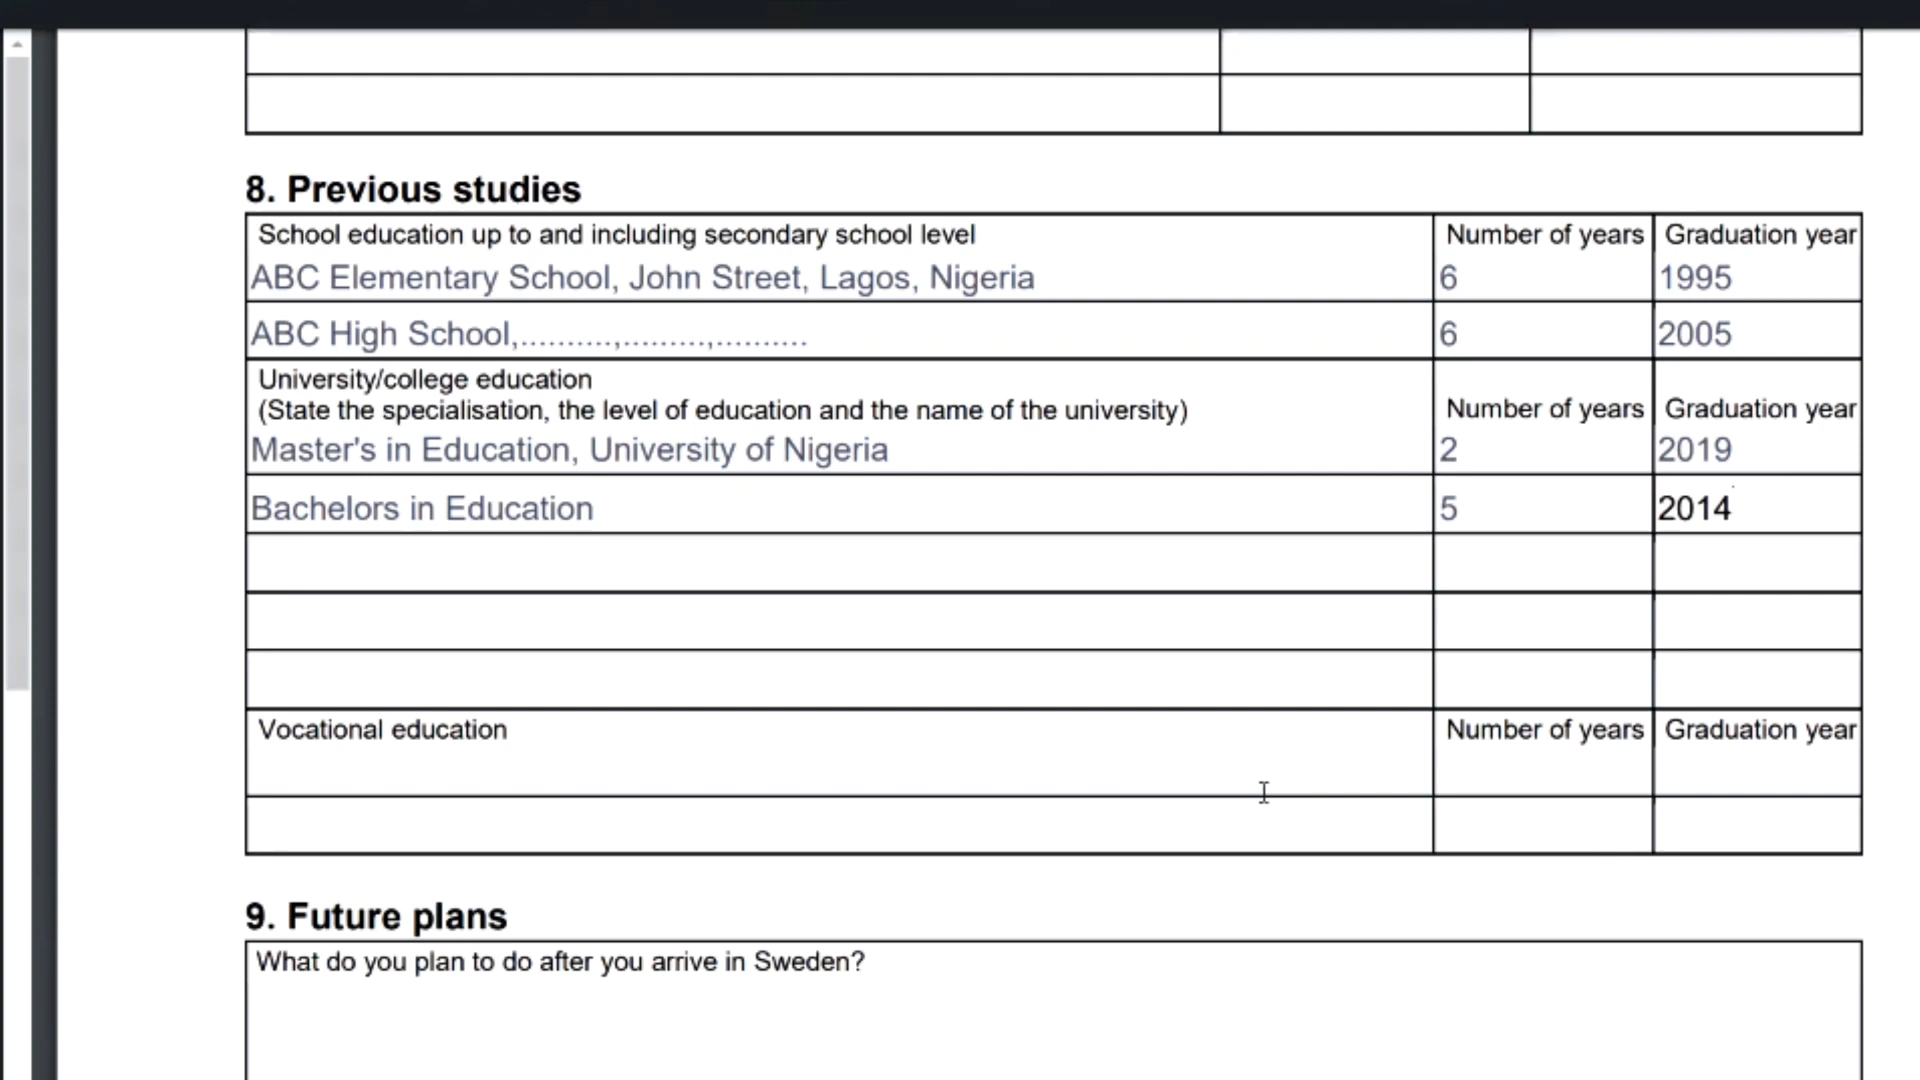 8. Previous studies
School education up to and including secondary school level Number of years Graduation year
ABC Elementary School, John Street, Lagos, Nigeria 6 1995
ABC High School,..........,.........,.......... 6 2005
University/college education
(State the specialisation, the level of education and the name of the university) Number of years Graduation year
Master's in Education, University of Nigeria 2 2019
Bachelors in Education 5 2014
Vocational education Number of years Graduation year
9. Future plans
What do you plan to do after you arrive in Sweden?